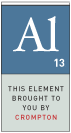 Al
13
THIS ELEMENT
BROUGHT TO
YOU BY
CROMPTON